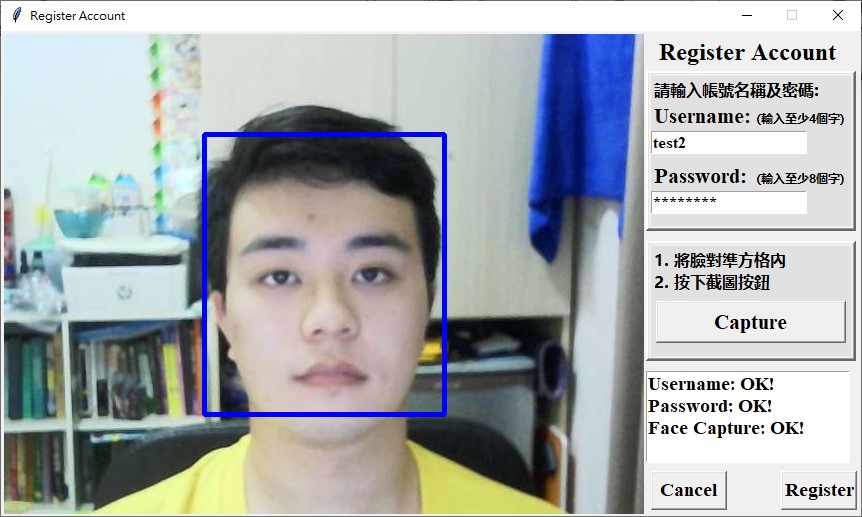 Register Account
Register Account
請輸入帳號名稱及密碼:
Username: (輸入至少4個字)
test2
Password: (輸入至少8個字)
********
1. 將臉對準方格內
2. 按下截圖按鈕
Capture
Username: OK!
Password: OK!
Face Capture: OK!
Cancel
Register